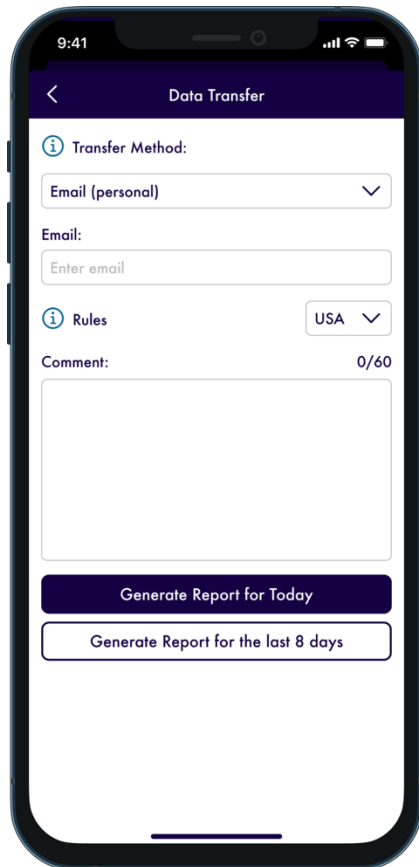 9:41
Data Transfer
Transfer Method:
Email (personal)
Email:
Enter email
Rules USA
Comment: 0/60
Generate Report for Today
Generate Report for the last 8 days